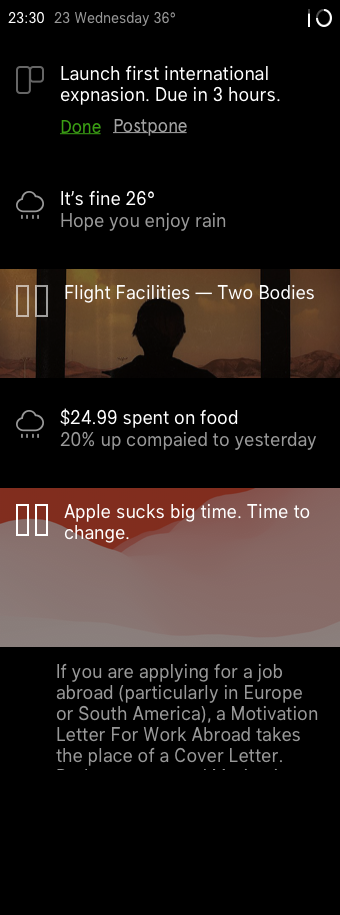 23:30 23 Wednesday 36°
Launch first international
expnasion. Due in 3 hours.
Done Postpone
It's fine 26°
Hope you enjoy rain
Flight Facilities — Two Bodies
$24.99 spent on food
20% up compaied to yesterday
Apple sucks big time. Time to
change.
If you are applying for a job
abroad (particularly in Europe
or South America), a Motivation
Letter For Work Abroad takes
the place of a Cover Letter.